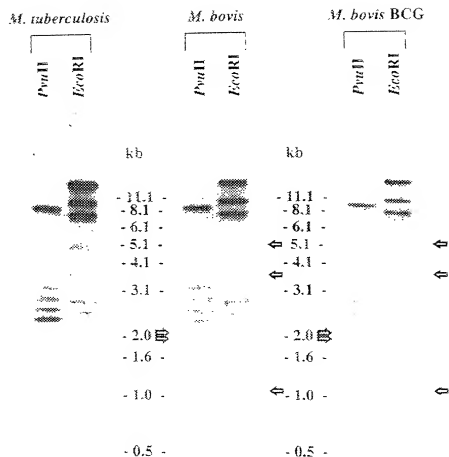 M. tuberculosis M. bovis M. bovis BCG
PvuII EcoRI PvuII EcoRI PvuII EcoRI
kb kb
- 11.1 - - 11.1 -
- 8.1 - - 8.1 -
- 6.1 - - 6.1 -
- 5.1 - 5.1 -
- 4.1 - - 4.1 -
- 3.1 - - 3.1 -
- 2.0 - 2.0
- 1.6 - - 1.6 -
- 1.0 - - 1.0 -
- 0.5 - - 0.5 -